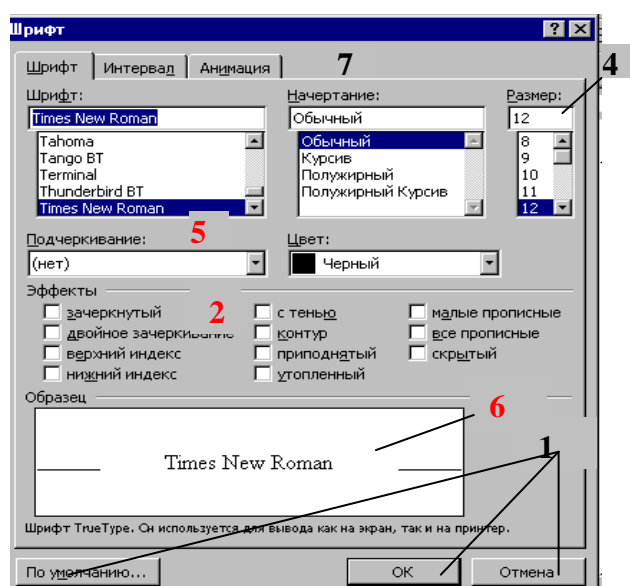 Шрифт
Шрифт Интервал Анимация 7 4
Шрифт: Начертание: Размер:
Times New Roman Обычный 12
Tahoma Обычный 8
Tango BT Курсив 9
Terminal Полужирный 10
Thunderbird BT Полужирный Курсив 11
Times New Roman 12
5
Подчеркивание: Цвет:
(нет) Черный
Эффекты
зачеркнутый 2 с тенью малые прописные
двойное зачеркивание контур все прописные
верхний индекс приподнятый скрытый
нижний индекс утопленный
Образец 6
1
Times New Roman
Шрифт TrueType. Он используется для вывода как на экран, так и на принтер.
По умолчанию... ОК Отмена